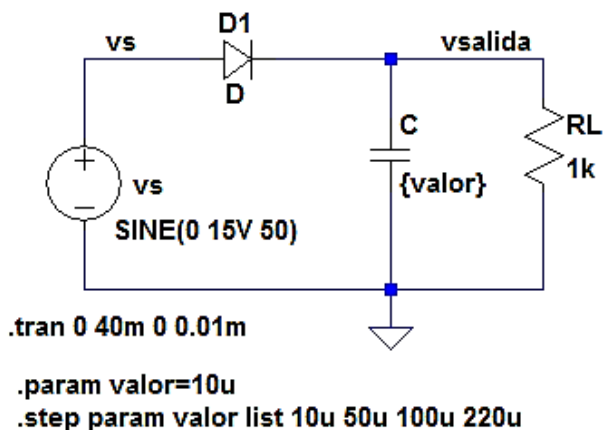 D1
vs
vsalida
D
C
RL
vs
{valor}
1k
SINE(0 15V 50)
.tran 0 40m 0 0.01m
.param valor=10u
.step param valor list 10u 50u 100u 220u